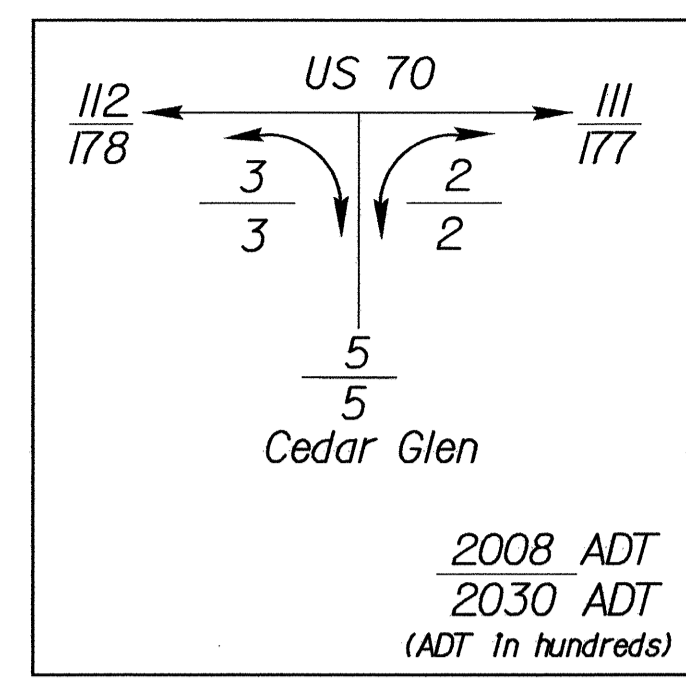 US 70
112
178
111
177
3
3
2
2
5
5
Cedar Glen
2008 ADT
2030 ADT
(ADT in hundreds)